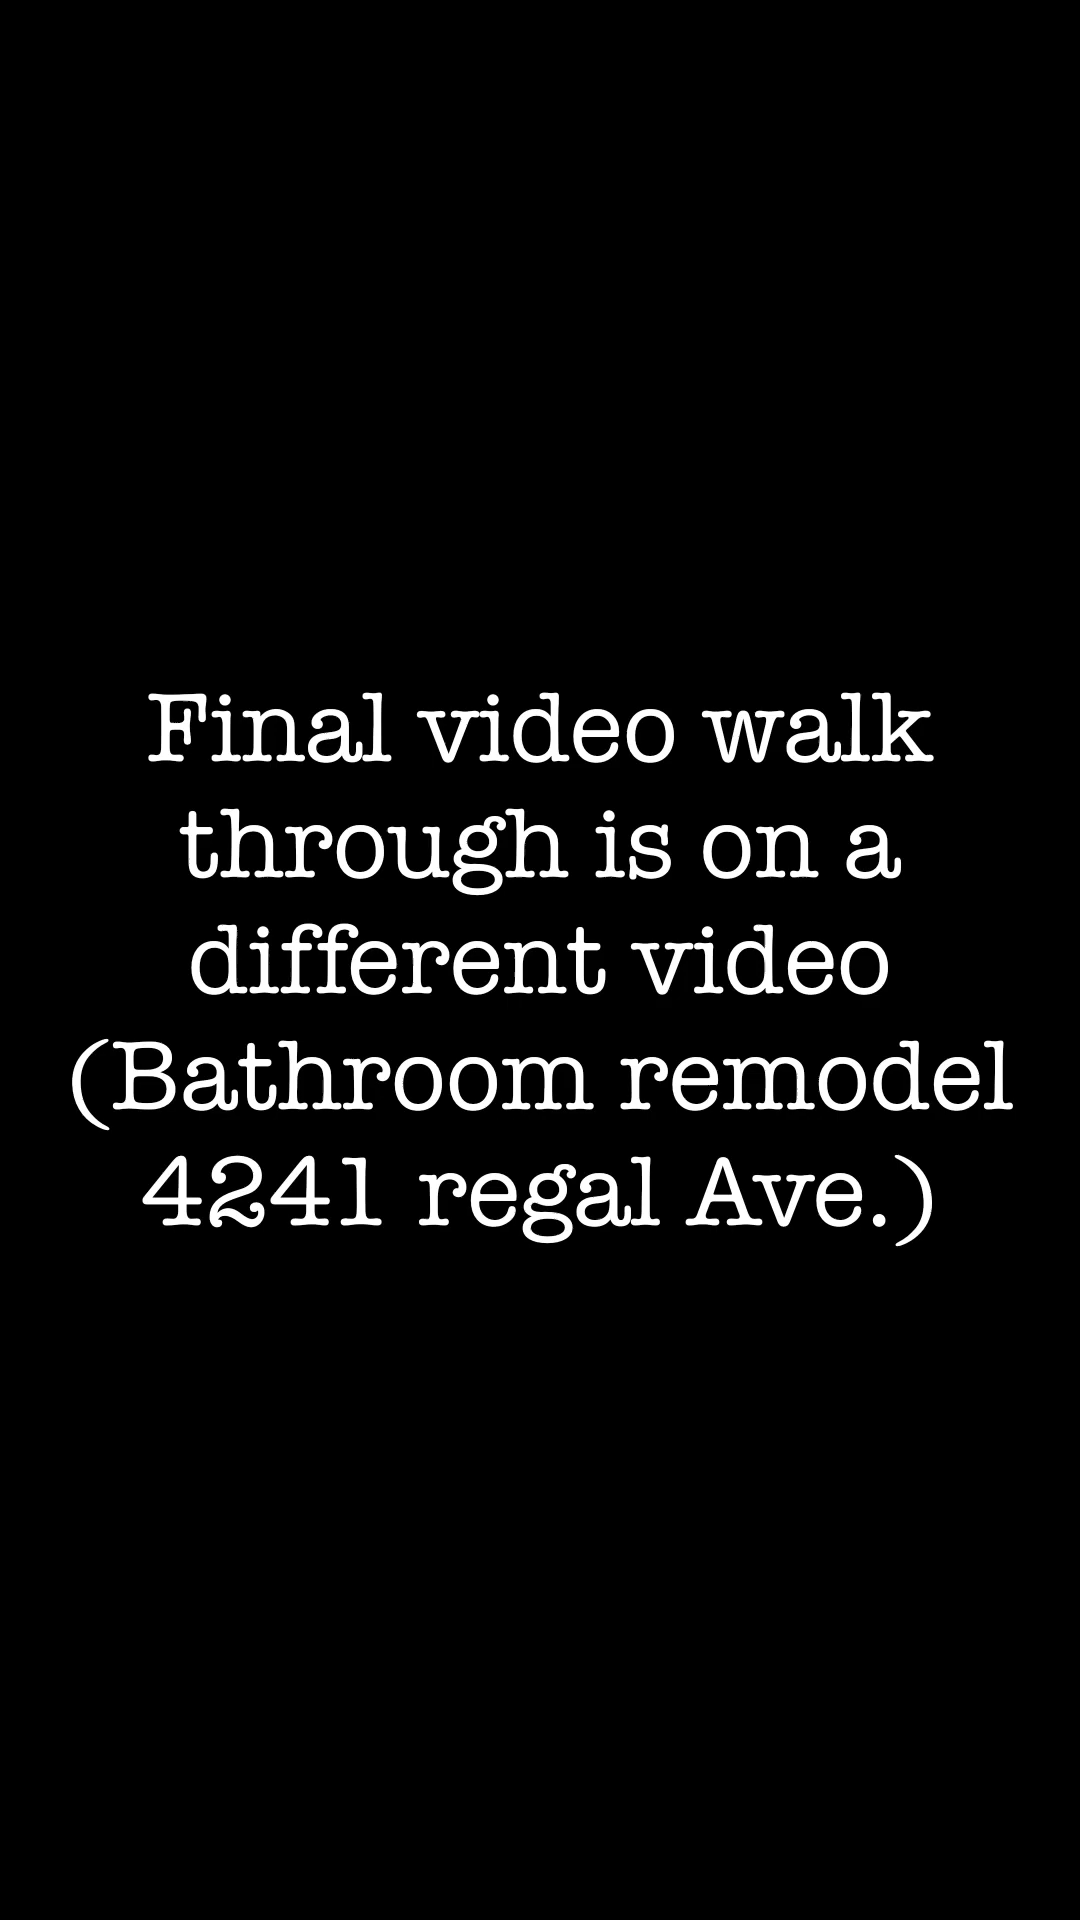 Final video walk
through is on a
different video
(Bathroom remodel
4241 regal Ave.)